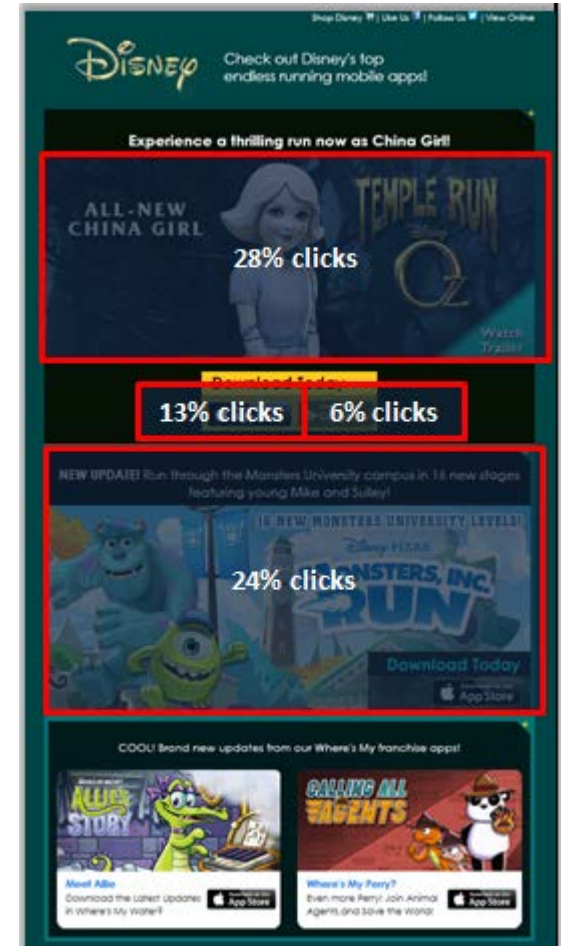 Shop Disney | Like Us | Follow Us | View Online
Disney
Check out Disney's top
endless running mobile apps!
Experience a thrilling run now as China Girl!
ALL-NEW
CHINA GIRL
TEMPLE RUN
Disney
OZ
28% clicks
Watch
Trailer
Download Today
13% clicks
6% clicks
NEW UPDATE! Run through the Monsters University campus in 16 new stages
featuring young Mike and Sulley!
16 NEW MONSTERS UNIVERSITY LEVELS!
Disney PIXAR
MONSTERS, INC.
RUN
24% clicks
Download Today
App Store
COOL! Brand new updates from our Where's My franchise apps!
ALLIE'S
STORY
CALLING ALL
AGENTS
Meet Allie
Download the Latest Updates
in Where's My Water?
App Store
Where's My Perry?
Even more Perry! Join Animal
Agents and Save the World!
App Store